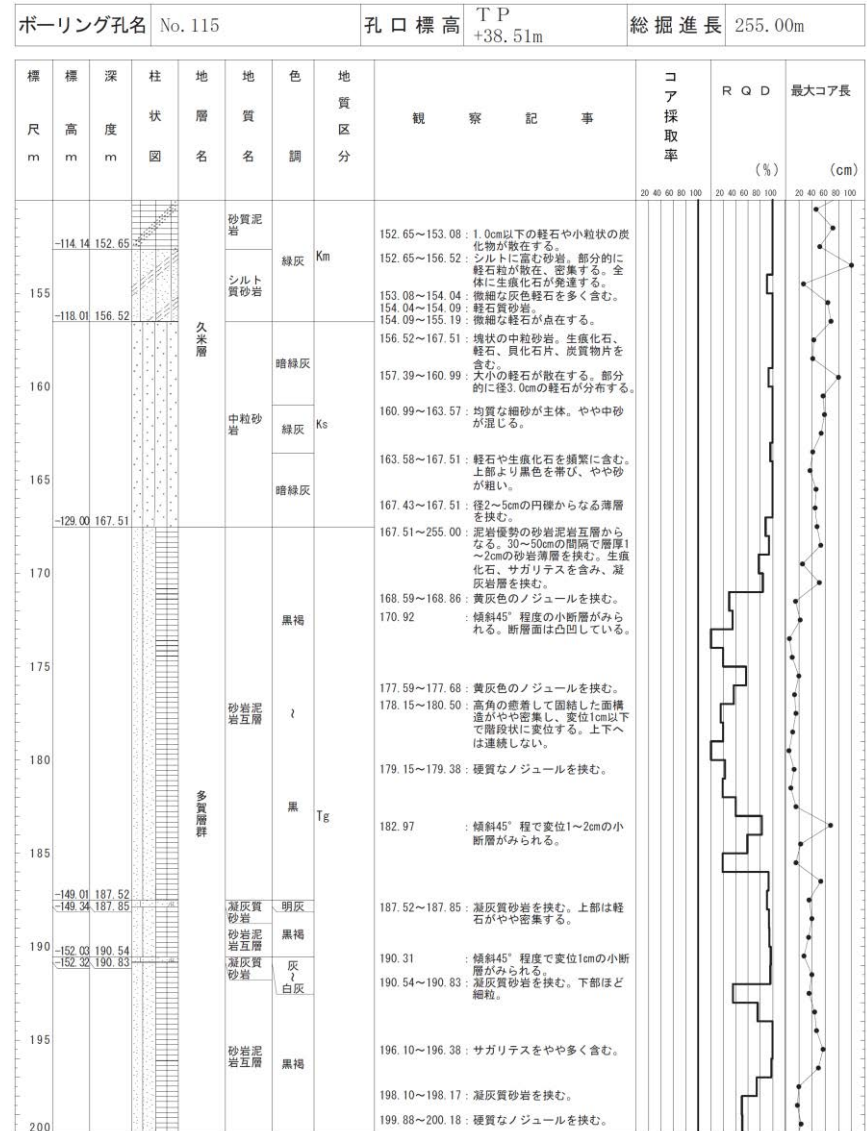 ボーリング孔名 No. 115 孔口標高 TP +38.51m 総掘進長 255.00m
標尺 m
標高 m
深度 m
柱状図
地層名
地質名
色調
地質区分
観察記事
コア採取率
RQD
(%)
最大コア長
(cm)
20 40 60 80 100
20 40 60 80 100
20 40 60 80 100
砂質泥岩
-114.14 152.65
緑灰
Km
シルト質砂岩
155
-118.01 156.52
久米層
暗緑灰
160
中粒砂岩
緑灰
Ks
165
暗緑灰
-129.00 167.51
170
黒褐
175
砂岩泥岩互層
~
180
黒
多賀層群
Tg
185
-149.01 187.52
-149.34 187.85
凝灰質砂岩
明灰
砂岩泥岩互層
黒褐
190
-152.03 190.54
-152.32 190.83
凝灰質砂岩
灰
~
白灰
195
砂岩泥岩互層
黒褐
200
152.65~153.08:1.0cm以下の軽石や小粒状の炭
化物が散在する。
152.65~156.52:シルトに富む砂岩。部分的に
軽石粒が散在、密集する。全
体に生痕化石が発達する。
153.08~154.04:微細な灰色軽石を多く含む。
154.04~154.09:軽石質砂岩。
154.09~155.19:微細な軽石が点在する。
156.52~167.51:塊状の中粒砂岩。生痕化石、
軽石、貝化石片、炭質物片を
含む。
157.39~160.99:大小の軽石が散在する。部分
的に径3.0cmの軽石が分布する。
160.99~163.57:均質な細砂が主体。やや中砂
が混じる。
163.58~167.51:軽石や生痕化石を頻繁に含む。
上部より黒色を帯び、やや砂
が粗い。
167.43~167.51:径2~5cmの円礫からなる薄層
を挟む。
167.51~255.00:泥岩優勢の砂岩泥岩互層から
なる。30~50cmの間隔で層厚1
~2cmの砂岩薄層を挟む。生痕
化石、サガリテスを含み、凝
灰岩層を挟む。
168.59~168.86:黄灰色のノジュールを挟む。
170.92 :傾斜45°程度の小断層がみら
れる。断層面は凸凹している。
177.59~177.68:黄灰色のノジュールを挟む。
178.15~180.50:高角の癒着して固結した面構
造がやや密集し、変位1cm以下
で階段状に変位する。上下へ
は連続しない。
179.15~179.38:硬質なノジュールを挟む。
182.97 :傾斜45°程で変位1~2cmの小
断層がみられる。
187.52~187.85:凝灰質砂岩を挟む。上部は軽
石がやや密集する。
190.31 :傾斜45°程度で変位1cmの小断
層がみられる。
190.54~190.83:凝灰質砂岩を挟む。下部ほど
細粒。
196.10~196.38:サガリテスをやや多く含む。
198.10~198.17:凝灰質砂岩を挟む。
199.88~200.18:硬質なノジュールを挟む。